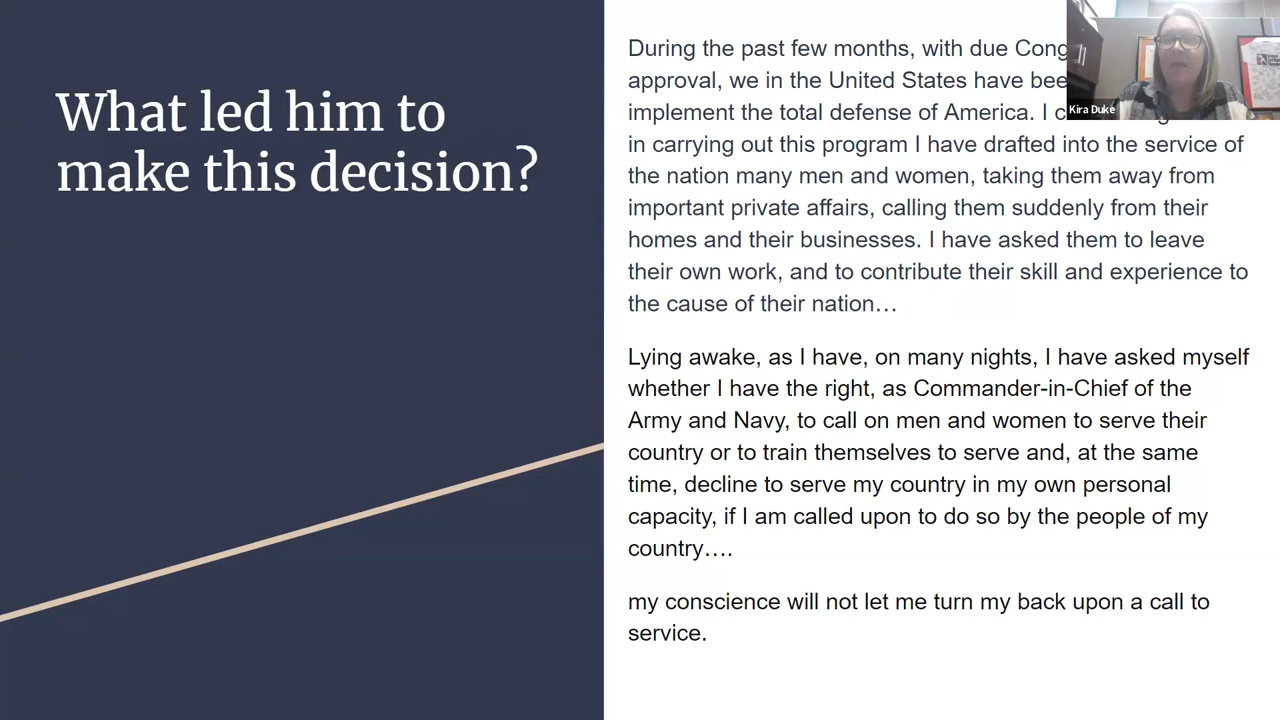 What led him to
make this decision?
During the past few months, with due Cong
approval, we in the United States have bee
implement the total defense of America. I c
in carrying out this program I have drafted into the service of
the nation many men and women, taking them away from
important private affairs, calling them suddenly from their
homes and their businesses. I have asked them to leave
their own work, and to contribute their skill and experience to
the cause of their nation…
Lying awake, as I have, on many nights, I have asked myself
whether I have the right, as Commander-in-Chief of the
Army and Navy, to call on men and women to serve their
country or to train themselves to serve and, at the same
time, decline to serve my country in my own personal
capacity, if I am called upon to do so by the people of my
country….
my conscience will not let me turn my back upon a call to
service.
Kira Duke